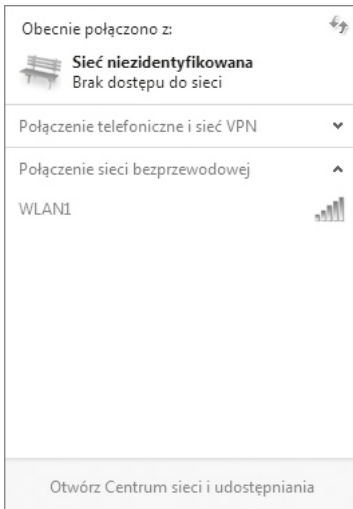 Obecnie połączono z:
Sieć niezidentyfikowana
Brak dostępu do sieci
Połączenie telefoniczne i sieć VPN
Połączenie sieci bezprzewodowej
WLAN1
Otwórz Centrum sieci i udostępniania